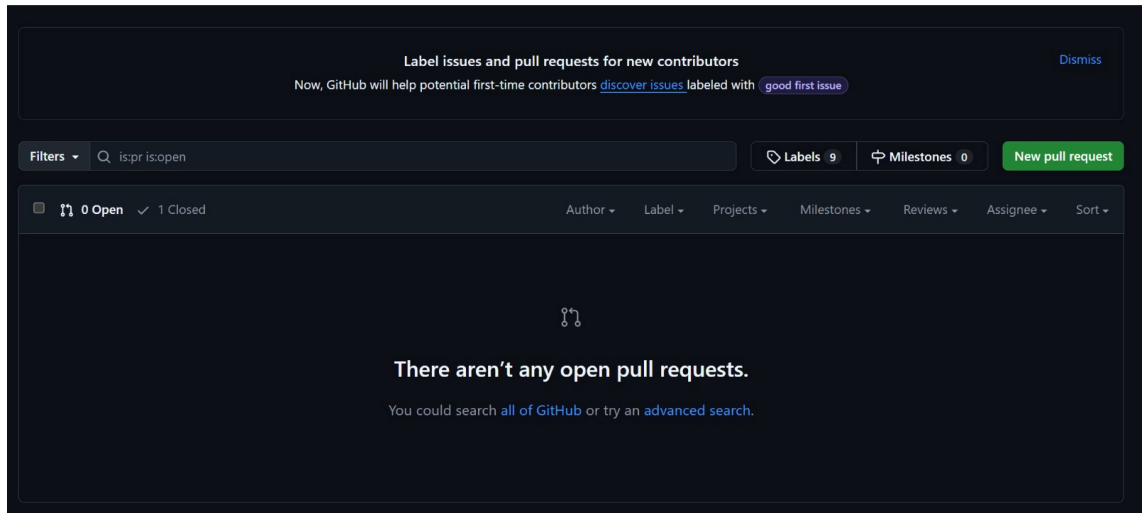 Label issues and pull requests for new contributors
Dismiss
Now, GitHub will help potential first-time contributors discover issues labeled with good first issue
Filters is:pr is:open Labels 9 Milestones 0 New pull request
0 Open 1 Closed Author Label Projects Milestones Reviews Assignee Sort
There aren’t any open pull requests.
You could search all of GitHub or try an advanced search.